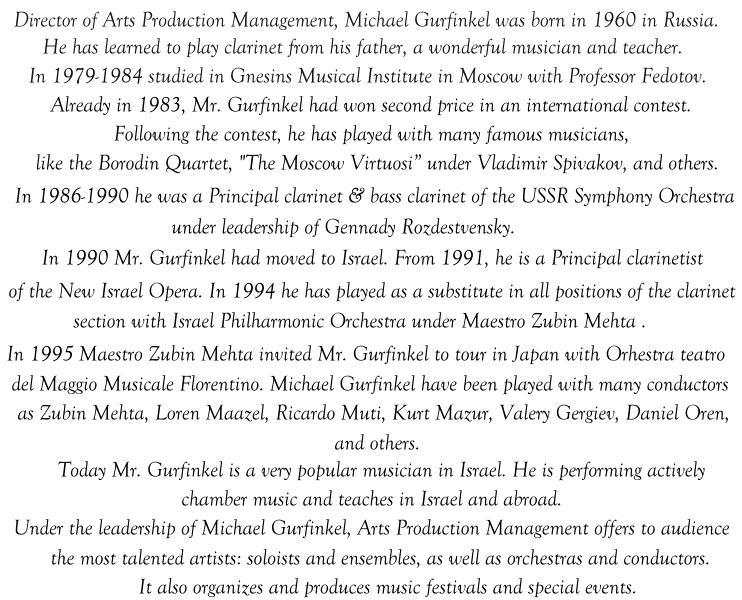 Director of Arts Production Management, Michael Gurfinkel was born in 1960 in Russia.
He has learned to play clarinet from his father, a wonderful musician and teacher.
In 1979-1984 studied in Gnesins Musical Institute in Moscow with Professor Fedotov.
Already in 1983, Mr. Gurfinkel had won second price in an international contest.
Following the contest, he has played with many famous musicians,
like the Borodin Quartet, "The Moscow Virtuosi” under Vladimir Spivakov, and others.
In 1986-1990 he was a Principal clarinet & bass clarinet of the USSR Symphony Orchestra
under leadership of Gennady Rozdestvensky.
In 1990 Mr. Gurfinkel had moved to Israel. From 1991, he is a Principal clarinetist
of the New Israel Opera. In 1994 he has played as a substitute in all positions of the clarinet
section with Israel Philharmonic Orchestra under Maestro Zubin Mehta .
In 1995 Maestro Zubin Mehta invited Mr. Gurfinkel to tour in Japan with Orhestra teatro
del Maggio Musicale Florentino. Michael Gurfinkel have been played with many conductors
as Zubin Mehta, Loren Maazel, Ricardo Muti, Kurt Mazur, Valery Gergiev, Daniel Oren,
and others.
Today Mr. Gurfinkel is a very popular musician in Israel. He is performing actively
chamber music and teaches in Israel and abroad.
Under the leadership of Michael Gurfinkel, Arts Production Management offers to audience
the most talented artists: soloists and ensembles, as well as orchestras and conductors.
It also organizes and produces music festivals and special events.